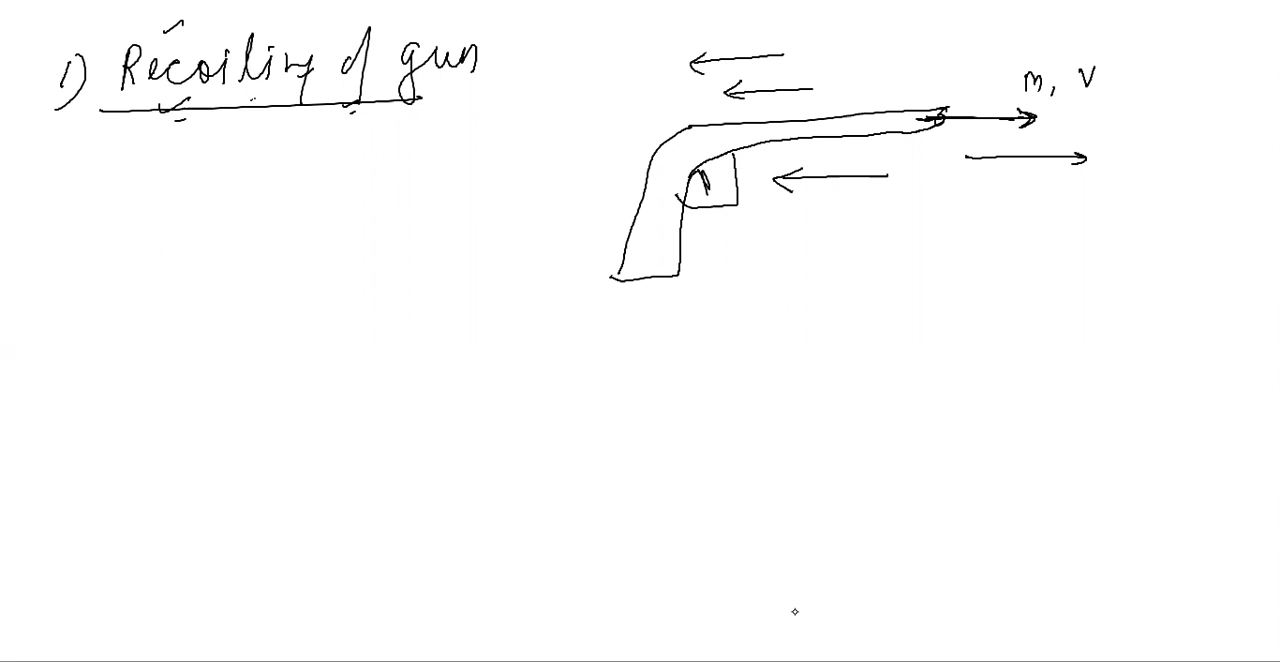 1) Recoiling of gun
m, v